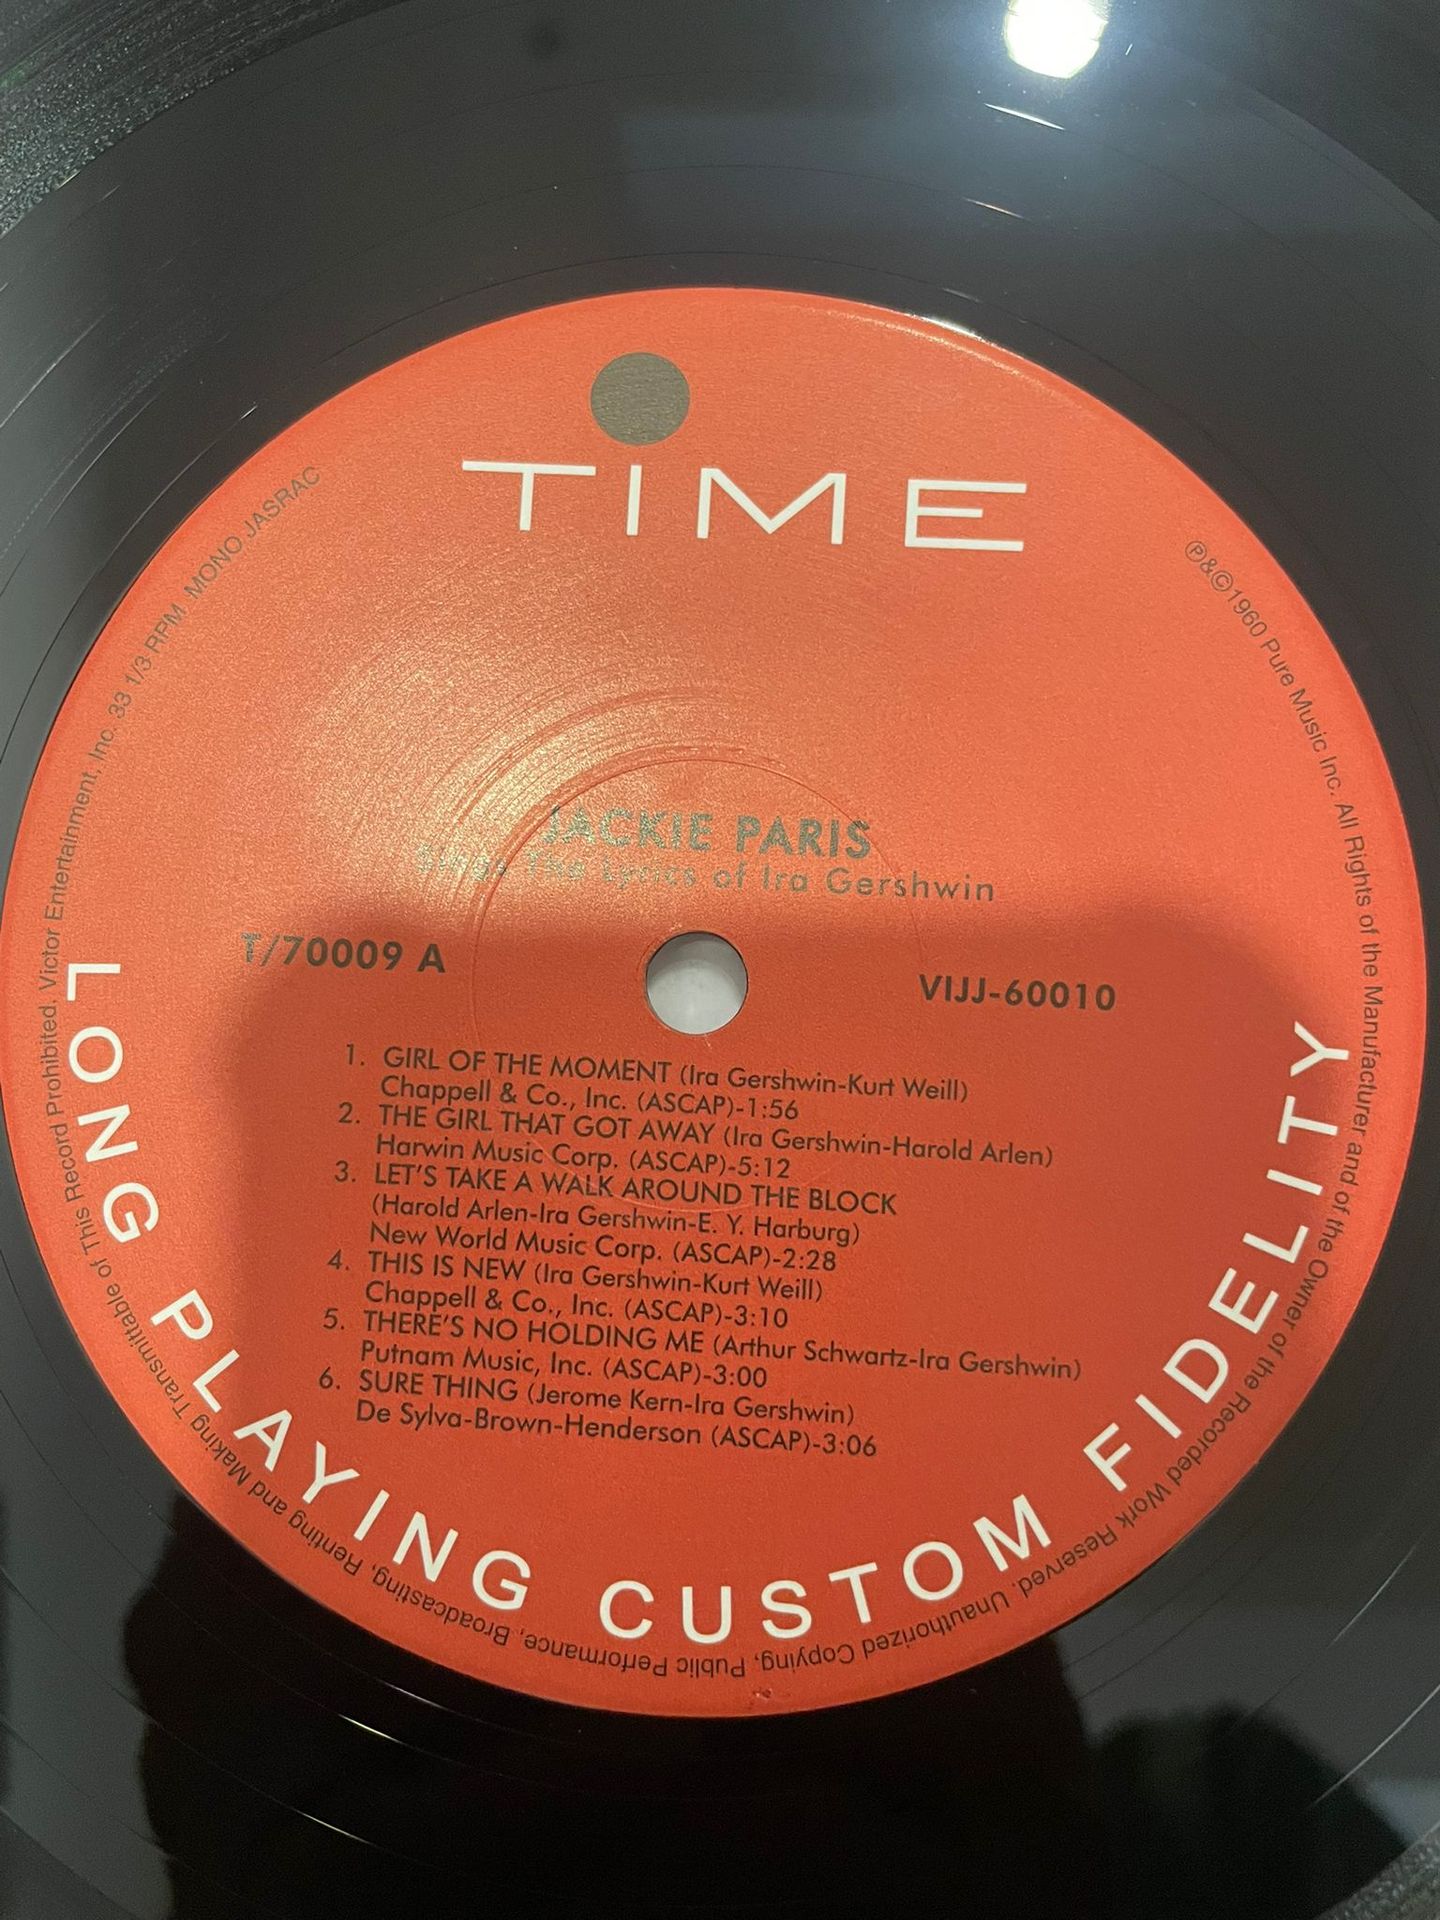 TIME
JACKIE PARIS
Sings The Lyrics of Ira Gershwin
T/70009 A
VIJJ-60010
1. GIRL OF THE MOMENT (Ira Gershwin-Kurt Weill)
Chappell & Co., Inc. (ASCAP)-1:56
2. THE GIRL THAT GOT AWAY (Ira Gershwin-Harold Arlen)
Harwin Music Corp. (ASCAP)-5:12
3. LET'S TAKE A WALK AROUND THE BLOCK
(Harold Arlen-Ira Gershwin-E. Y. Harburg)
New World Music Corp. (ASCAP)-2:28
4. THIS IS NEW (Ira Gershwin-Kurt Weill)
Chappell & Co., Inc. (ASCAP)-3:10
5. THERE'S NO HOLDING ME (Arthur Schwartz-Ira Gershwin)
Putnam Music, Inc. (ASCAP)-3:00
6. SURE THING (Jerome Kern-Ira Gershwin)
De Sylva-Brown-Henderson (ASCAP)-3:06
LONG PLAYING CUSTOM FIDELITY
℗&©1960 Pure Music Inc. All Rights of the Manufacturer and of the Owner of the Recorded Work Reserved. Unauthorized Copying, Public Performance, Broadcasting, Renting and Making Transmittable of This Record Prohibited. Victor Entertainment, Inc. 33 1/3 RPM MONO JASRAC